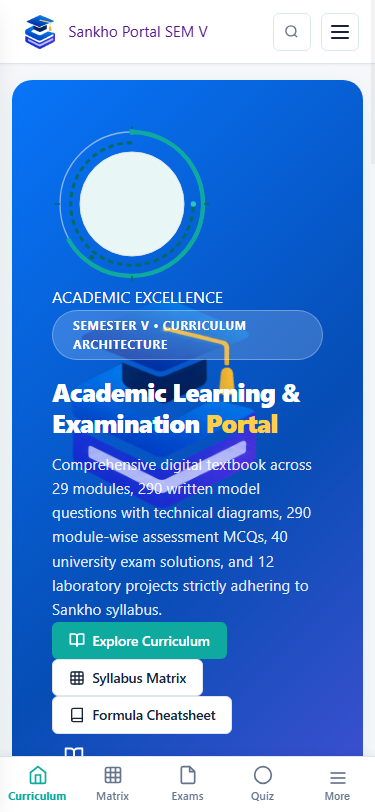 Sankho Portal SEM V
ACADEMIC EXCELLENCE
SEMESTER V • CURRICULUM
ARCHITECTURE
Academic Learning &
Examination Portal
Comprehensive digital textbook across
29 modules, 290 written model
questions with technical diagrams, 290
module-wise assessment MCQs, 40
university exam solutions, and 12
laboratory projects strictly adhering to
Sankho syllabus.
Explore Curriculum
Syllabus Matrix
Formula Cheatsheet
Curriculum
Matrix
Exams
Quiz
More